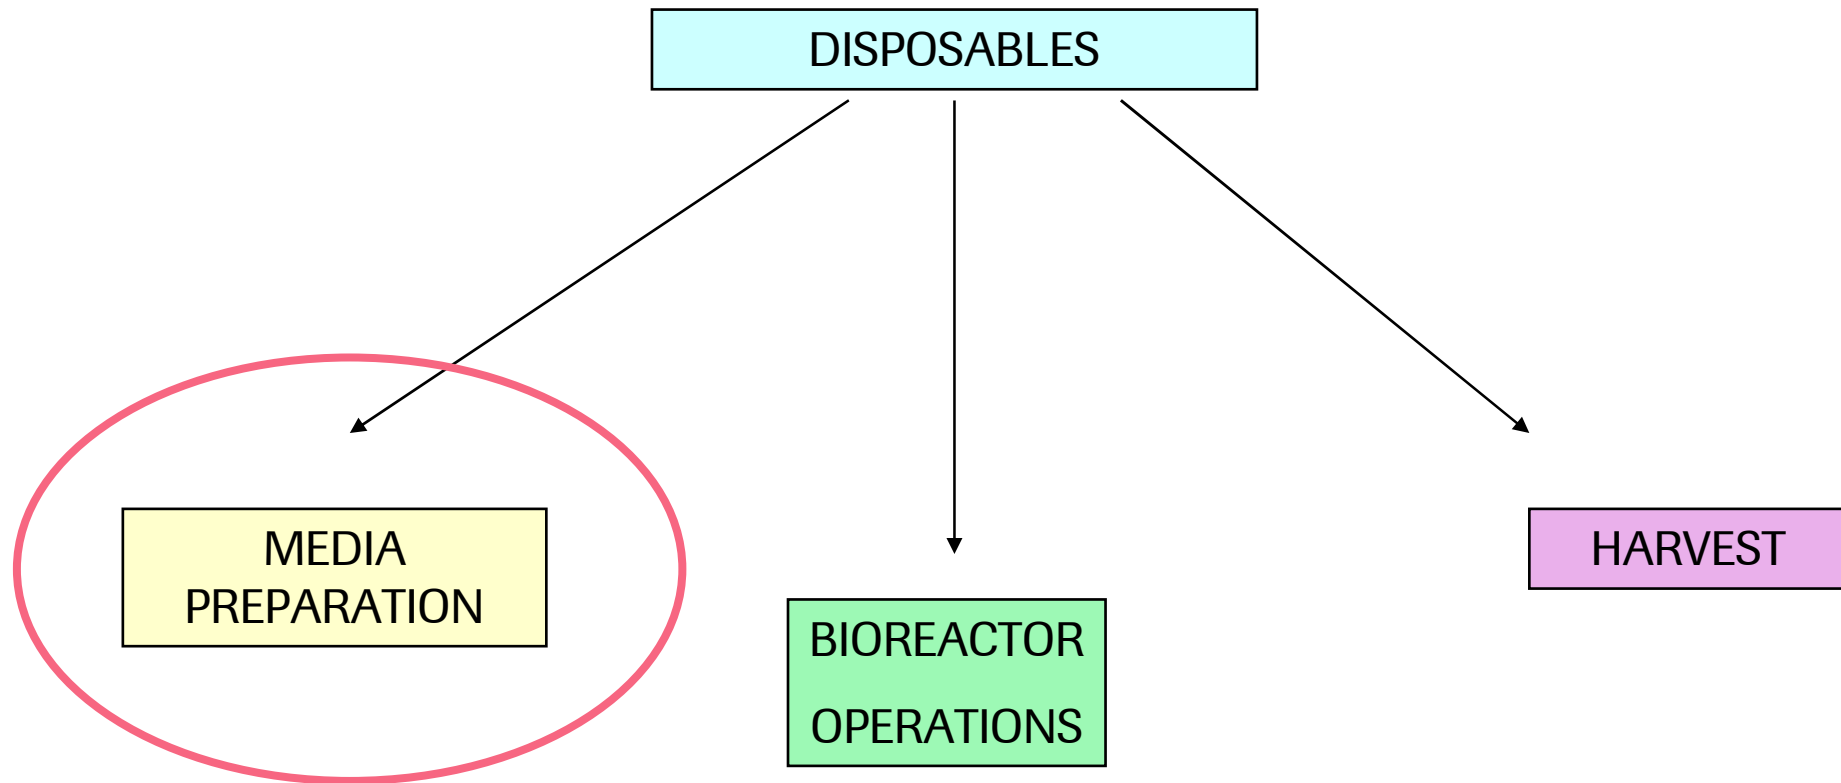 DISPOSABLES
MEDIA
PREPARATION
BIOREACTOR
OPERATIONS
HARVEST